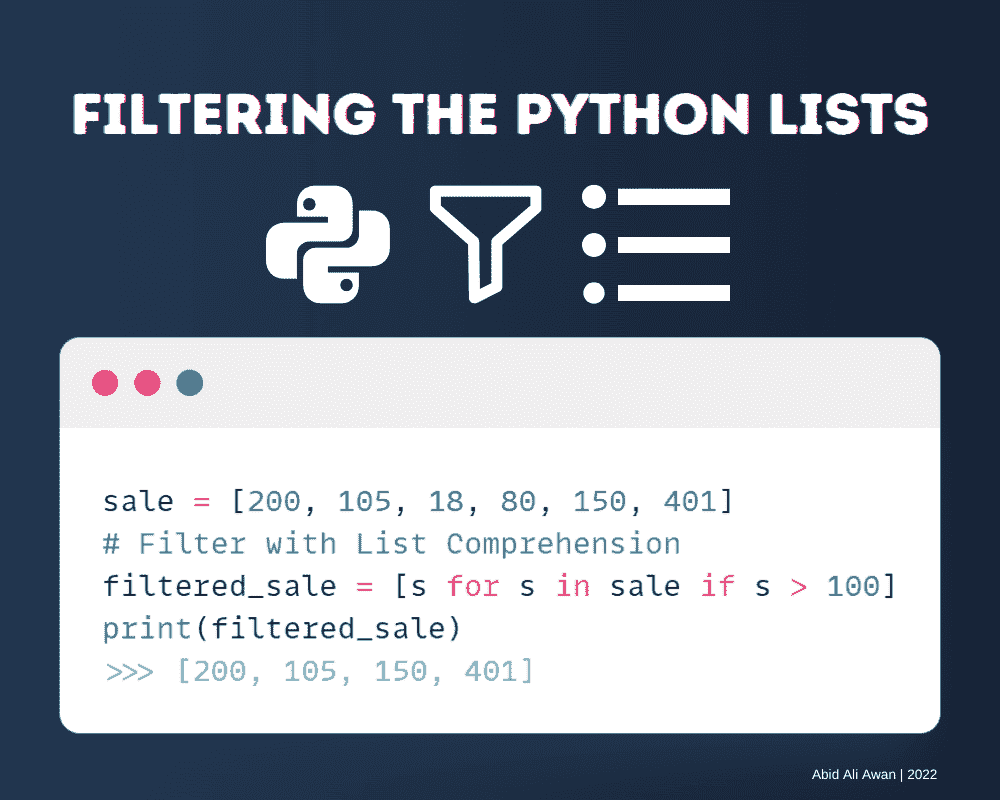 FILTERING THE PYTHON LISTS
sale = [200, 105, 18, 80, 150, 401]
# Filter with List Comprehension
filtered_sale = [s for s in sale if s > 100]
print(filtered_sale)
>>> [200, 105, 150, 401]
Abid Ali Awan | 2022